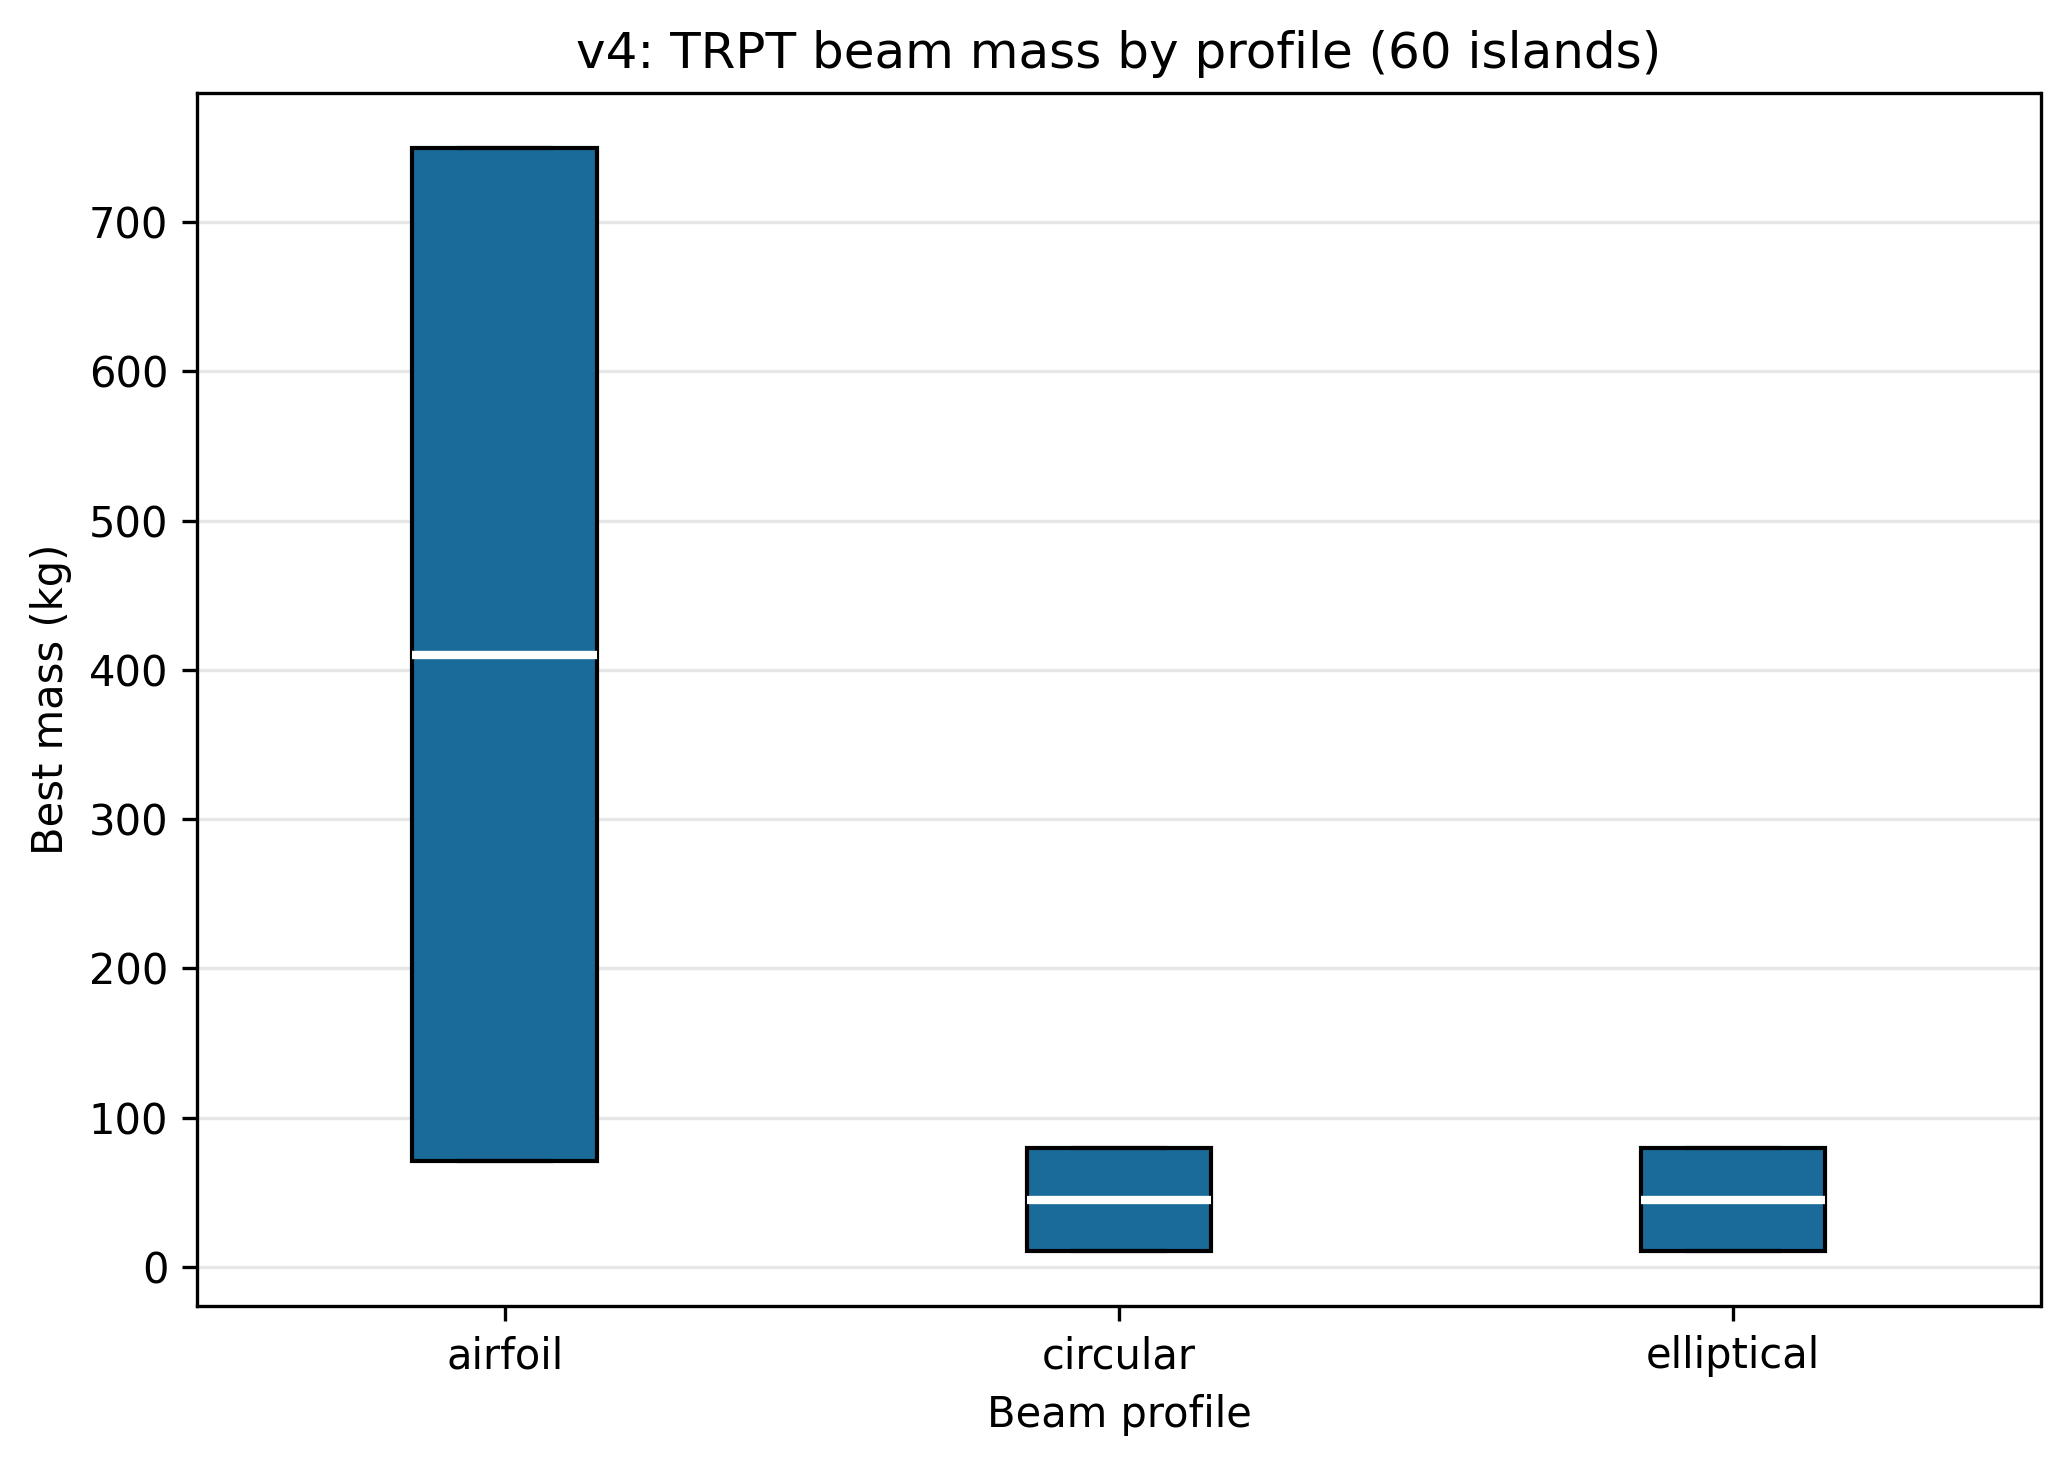 v4: TRPT beam mass by profile (60 islands)
Best mass (kg)
700
600
500
400
300
200
100
0
airfoil
circular
elliptical
Beam profile